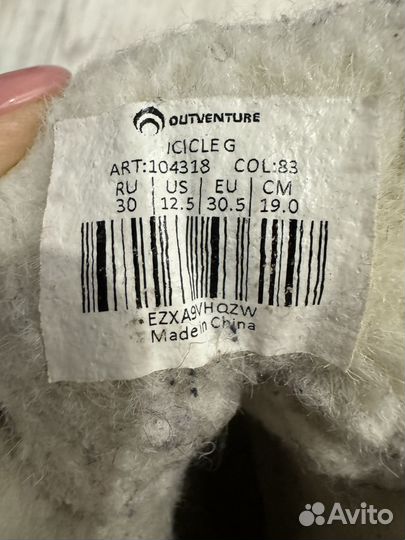 OUTVENTURE
ICICLE G
ART:104318 COL:83
RU US EU CM
30 12.5 30.5 19.0
EZXA9VHQZW
Made in China
Avito